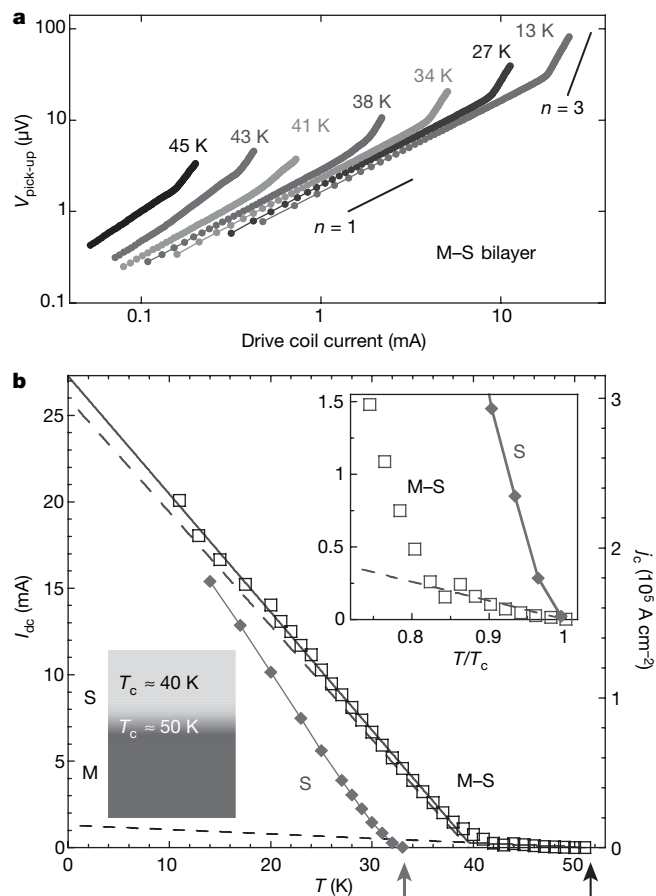 a
100
10
1
0.1
V_pick-up (µV)
45 K
43 K
41 K
38 K
34 K
27 K
13 K
n = 3
n = 1
M–S bilayer
0.1
1
10
Drive coil current (mA)
b
25
20
15
10
5
0
I_dc (mA)
S
M
T_c ≈ 40 K
T_c ≈ 50 K
S
M–S
1.5
1
0.5
0
M–S
S
0.8
0.9
1
T/T_c
3
2
1
0
j_c (10⁵ A cm⁻²)
0
10
20
30
40
50
T (K)